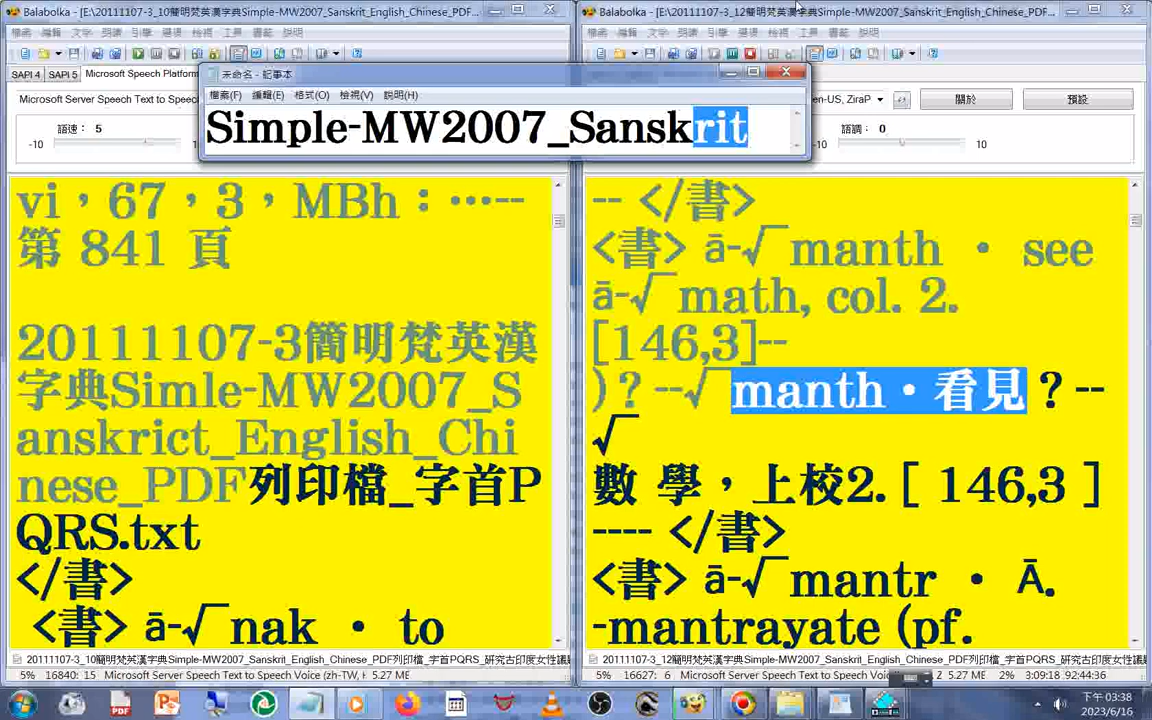 Balabolka - [E:\20111107-3_10簡明梵英漢字典Simple-MW2007_Sanskrit_English_Chinese_PDF...
Balabolka - [E:\20111107-3_12簡明梵英漢字典Simple-MW2007_Sanskrit_English_Chinese_PDF...
SAPI 4 SAPI 5 Microsoft Speech Platform
未命名 - 記事本
檔案(F) 編輯(E) 格式(O) 檢視(V) 說明(H)
Simple-MW2007_Sanskrit
Microsoft Server Speech Text to Speec
en-US, ZiraP
關於
預設
語速： 5
-10
語調： 0
10
vi，67，3，MBh：…--
第 841 頁
20111107-3簡明梵英漢
字典Simle-MW2007_S
anskrict_English_Chi
nese_PDF列印檔_字首P
QRS.txt
</書>
<書> ā-√nak • to
-- </書>
<書> ā-√manth • see
ā-√math, col. 2.
[146,3]--
)？--√manth•看見？--
√
數 學，上校2. [ 146,3 ]
---- </書>
<書> ā-√mantr • Ā.
-mantrayate (pf.
20111107-3_10簡明梵英漢字典Simple-MW2007_Sanskrit_English_Chinese_PDF列印檔_字首PQRS_研究古印度女性議
20111107-3_12簡明梵英漢字典Simple-MW2007_Sanskrit_English_Chinese_PDF列印檔_字首PQRS_研究古印度女性議
5% 16840: 15 Microsoft Server Speech Text to Speech Voice (zh-TW, H 5.27 ME
5% 16627: 6 Microsoft Server Speech Text to Speech Voic 5.27 ME 2% 3:09:18 92:44:36
下午 03:38
2023/6/16